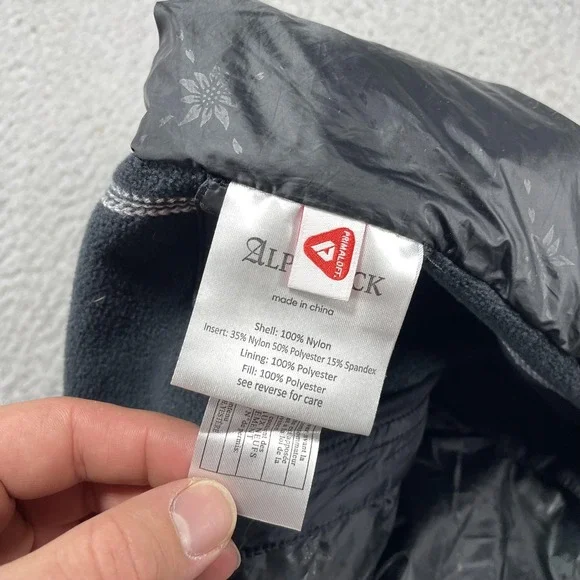 PRIMALOFT
ALP CK
made in china
Shell: 100% Nylon
Insert: 35% Nylon 50% Polyester 15% Spandex
Lining: 100% Polyester
Fill: 100% Polyester
see reverse for care